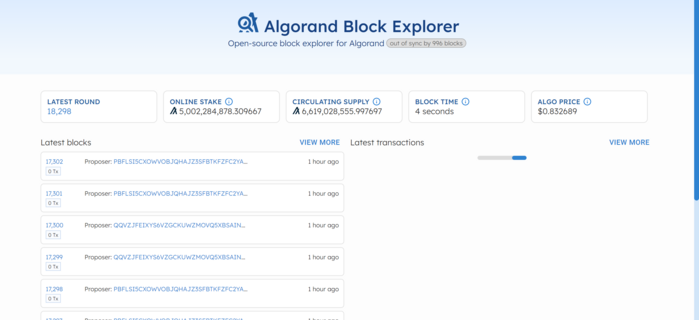 Algorand Block Explorer
Open-source block explorer for Algorand out of sync by 996 blocks
LATEST ROUND
18,298
ONLINE STAKE
5,002,284,878.309667
CIRCULATING SUPPLY
6,619,028,555.997697
BLOCK TIME
4 seconds
ALGO PRICE
$0.832689
Latest blocks VIEW MORE
Latest transactions VIEW MORE
17,302 Proposer: PBFLSI5CXOWVOBJQHAJZ3SFBTKFZFC2YA... 1 hour ago
0 Tx
17,301 Proposer: PBFLSI5CXOWVOBJQHAJZ3SFBTKFZFC2YA... 1 hour ago
0 Tx
17,300 Proposer: QQVZJFEIXYS6VZGCKUWZMOVQ5XBSAIN... 1 hour ago
0 Tx
17,299 Proposer: QQVZJFEIXYS6VZGCKUWZMOVQ5XBSAIN... 1 hour ago
0 Tx
17,298 Proposer: PBFLSI5CXOWVOBJQHAJZ3SFBTKFZFC2YA... 1 hour ago
0 Tx